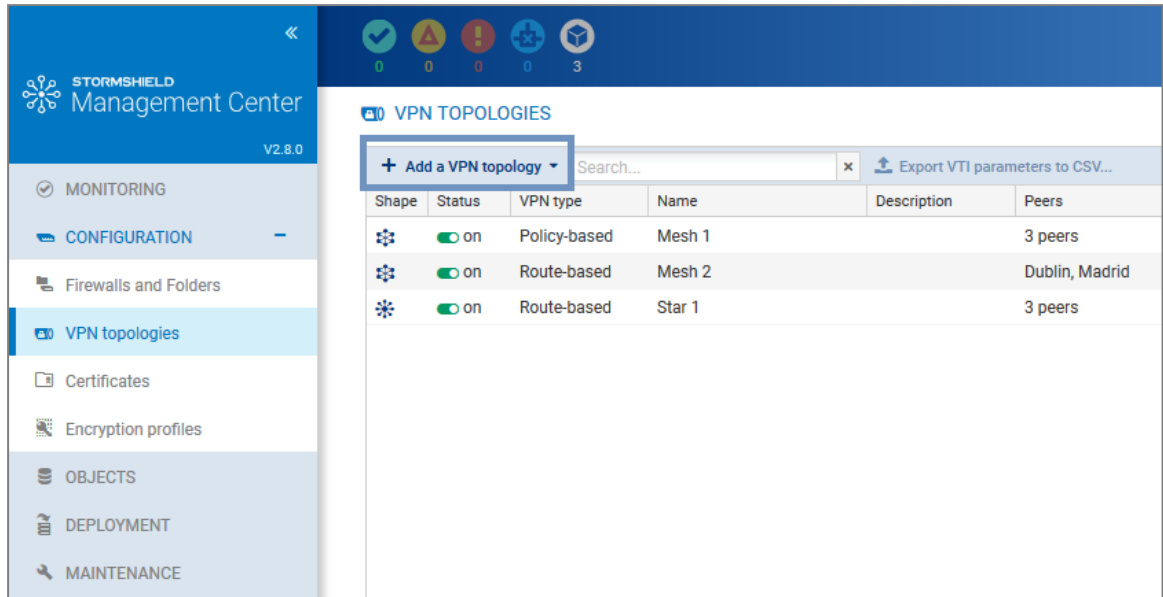 «
STORMSHIELD
Management Center
V2.8.0
MONITORING
CONFIGURATION
Firewalls and Folders
VPN topologies
Certificates
Encryption profiles
OBJECTS
DEPLOYMENT
MAINTENANCE
0 0 0 0 3
VPN TOPOLOGIES
+ Add a VPN topology Search... × Export VTI parameters to CSV...
Shape Status VPN type Name Description Peers
on Policy-based Mesh 1 3 peers
on Route-based Mesh 2 Dublin, Madrid
on Route-based Star 1 3 peers